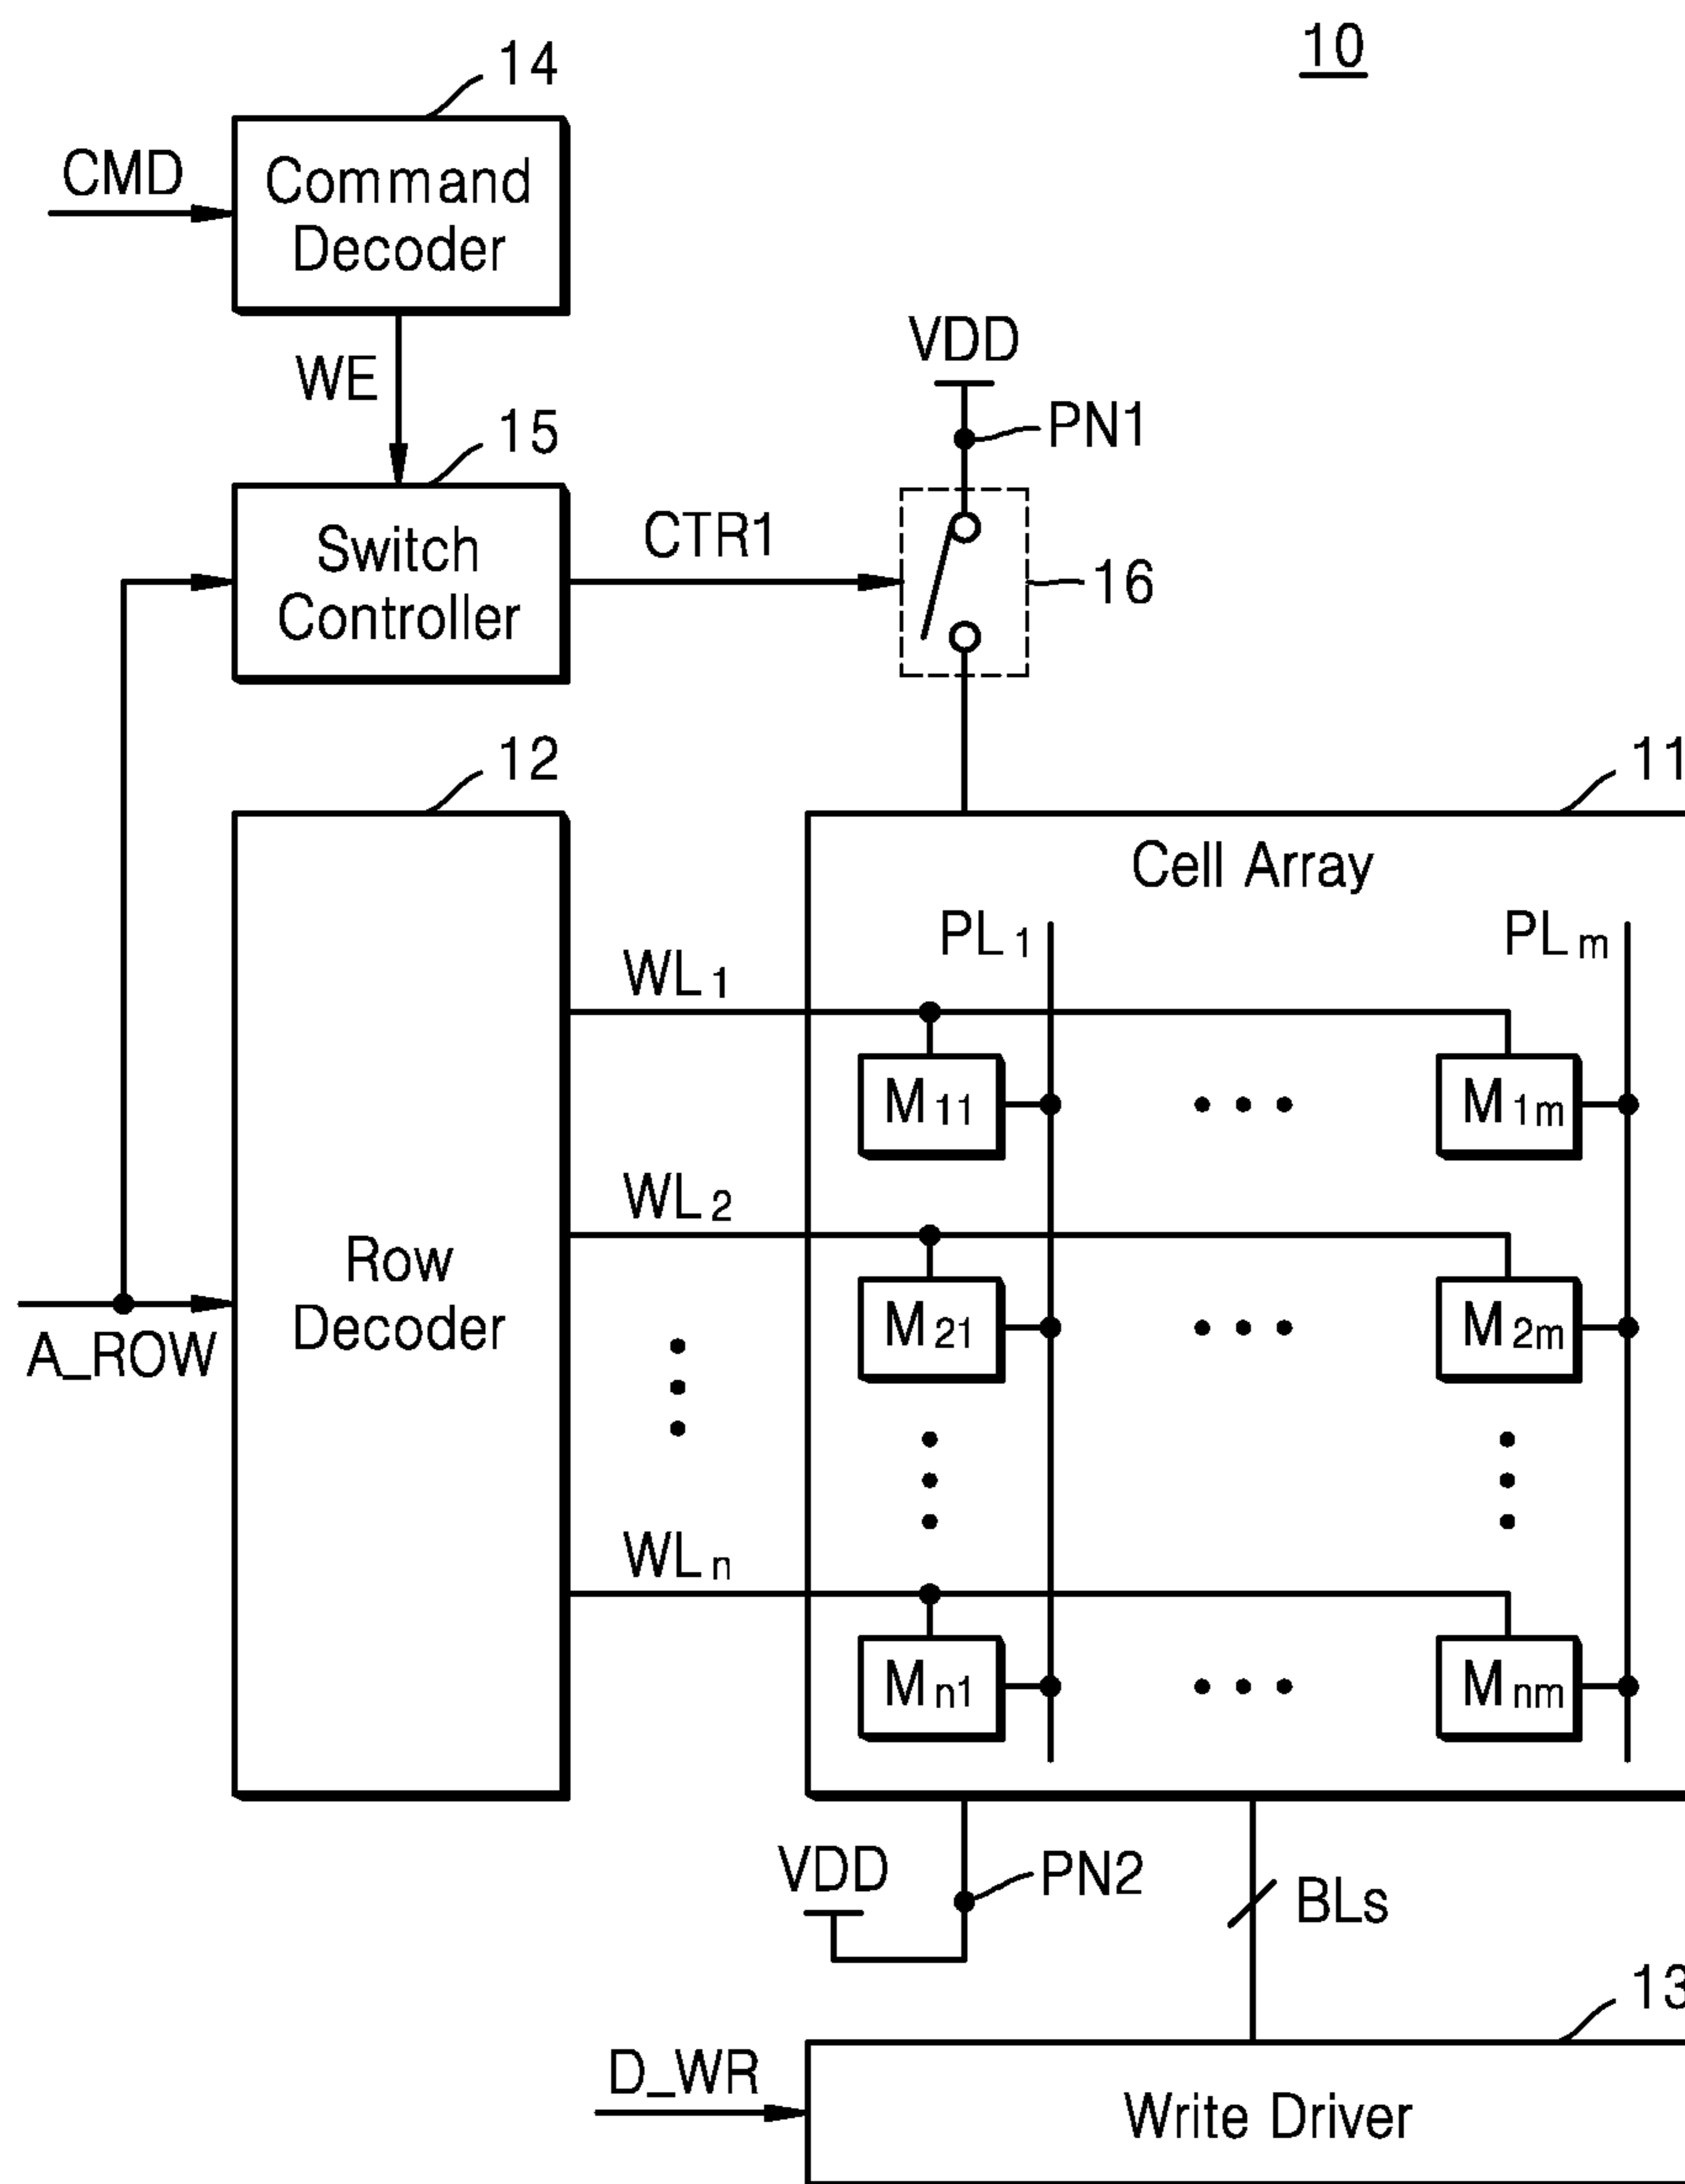 10
14
CMD
Command
Decoder
WE
VDD
PN1
15
Switch
Controller
CTR1
16
12
11
Cell Array
PL1
PLm
WL1
M11
M1m
WL2
M21
M2m
Row
Decoder
A_ROW
WLn
Mn1
Mnm
VDD
PN2
BLs
13
D_WR
Write Driver